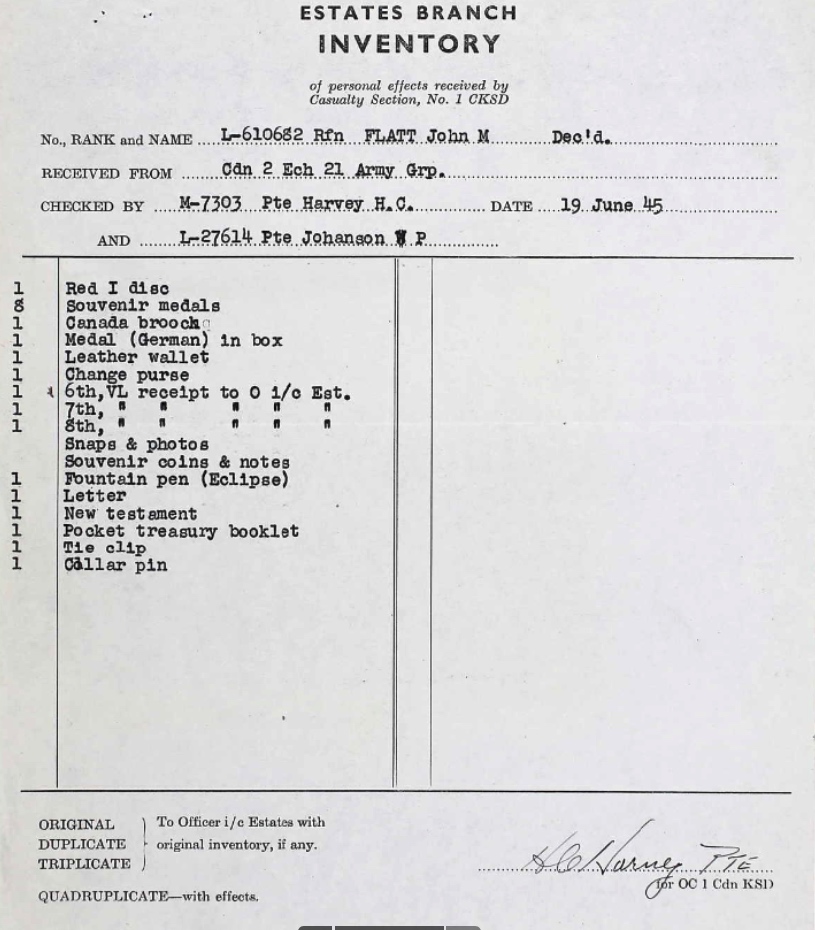 ESTATES BRANCH
INVENTORY
of personal effects received by
Casualty Section, No. 1 CKSD
No., RANK and NAME L-610682 Rfn FLATT John M Dec'd.
RECEIVED FROM Cdn 2 Ech 21 Army Grp.
CHECKED BY M-7303 Pte Harvey H.C. DATE 19 June 45
AND L-27614 Pte Johanson W P
1 Red I disc
8 Souvenir medals
1 Canada brooch
1 Medal (German) in box
1 Leather wallet
1 Change purse
1 6th,VL receipt to O i/c Est.
1 7th, " " " " "
1 8th, " " " " "
Snaps & photos
Souvenir coins & notes
1 Fountain pen (Eclipse)
1 Letter
1 New testament
1 Pocket treasury booklet
1 Tie clip
1 Collar pin
ORIGINAL
DUPLICATE
TRIPLICATE
To Officer i/c Estates with
original inventory, if any.
H C Harvey Pte
for OC 1 Cdn KSD
QUADRUPLICATE—with effects.